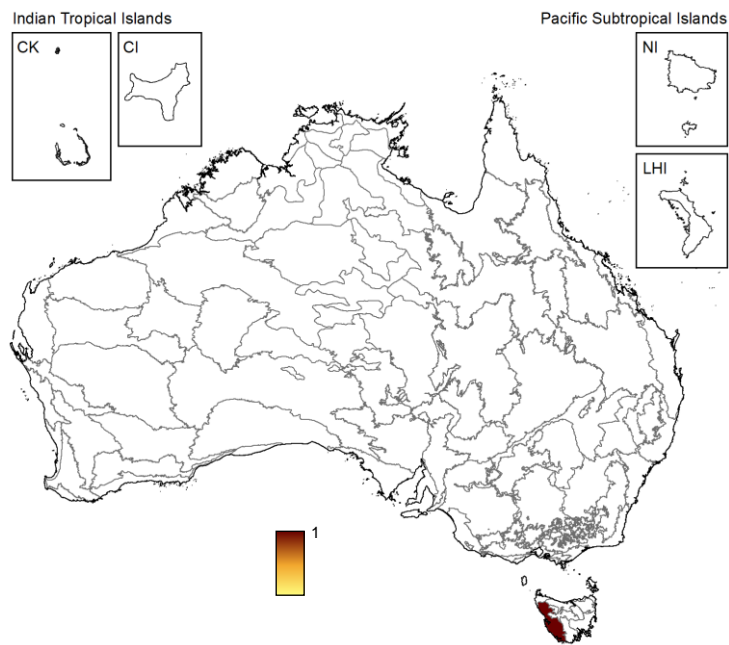 Indian Tropical Islands
Pacific Subtropical Islands
CK
CI
NI
LHI
1